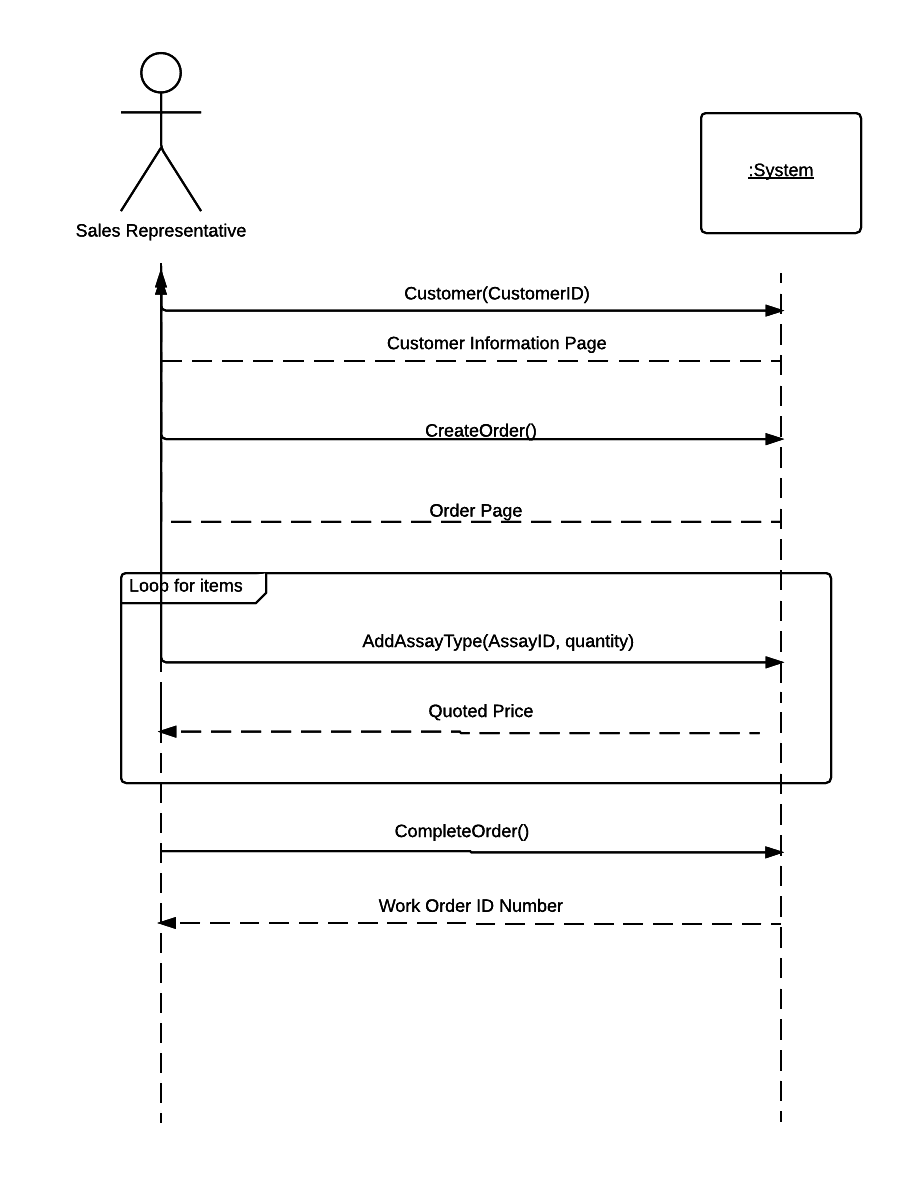 :System
Sales Representative
Customer(CustomerID)
Customer Information Page
CreateOrder()
Order Page
Loop for items
AddAssayType(AssayID, quantity)
Quoted Price
CompleteOrder()
Work Order ID Number